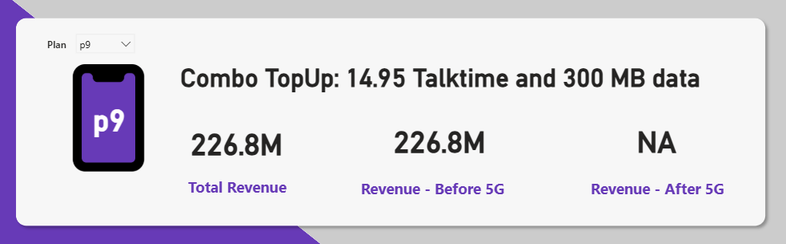 Plan p9
p9
Combo TopUp: 14.95 Talktime and 300 MB data
226.8M 226.8M NA
Total Revenue Revenue - Before 5G Revenue - After 5G